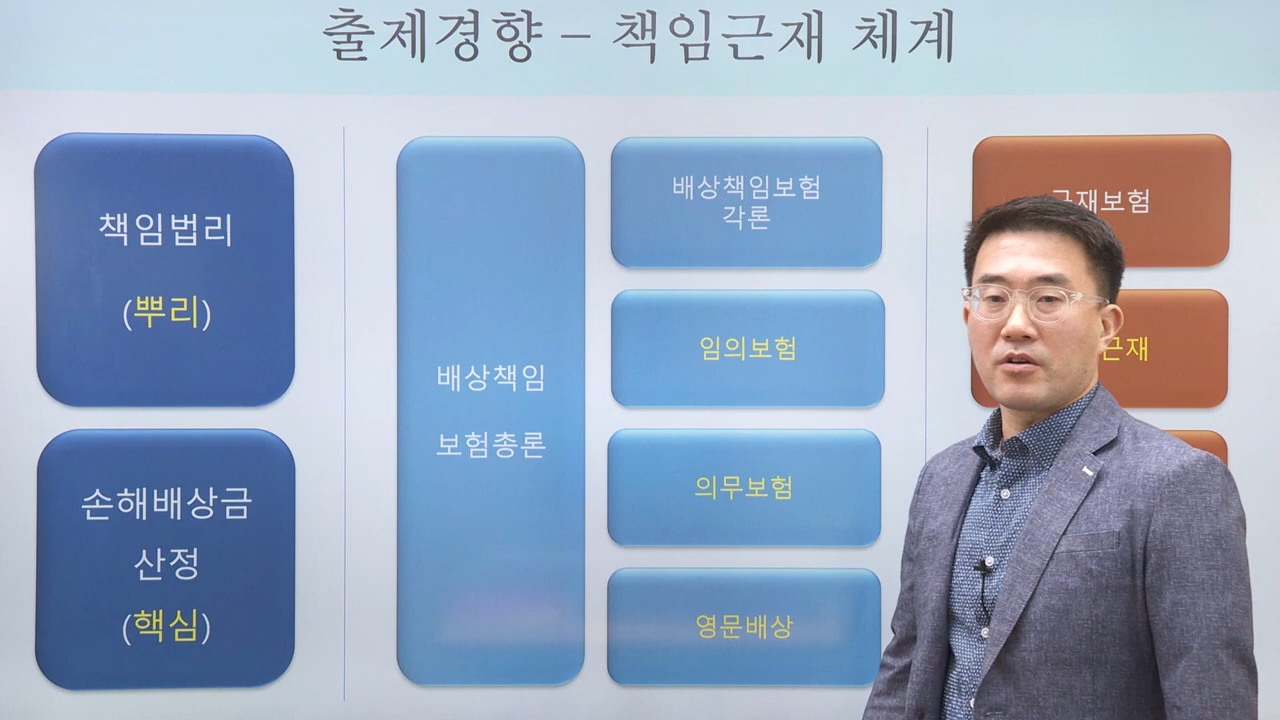 출제경향 – 책임근재 체계
책임법리
(뿌리)
손해배상금
산정
(핵심)
배상책임
보험총론
배상책임보험
각론
임의보험
의무보험
영문배상
근재보험
근재